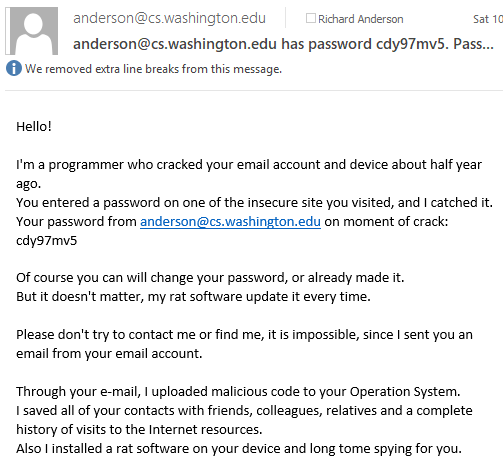 anderson@cs.washington.edu
Richard Anderson
Sat 10
anderson@cs.washington.edu has password cdy97mv5. Pass...
We removed extra line breaks from this message.
Hello!
I'm a programmer who cracked your email account and device about half year
ago.
You entered a password on one of the insecure site you visited, and I catched it.
Your password from anderson@cs.washington.edu on moment of crack:
cdy97mv5
Of course you can will change your password, or already made it.
But it doesn't matter, my rat software update it every time.
Please don't try to contact me or find me, it is impossible, since I sent you an
email from your email account.
Through your e-mail, I uploaded malicious code to your Operation System.
I saved all of your contacts with friends, colleagues, relatives and a complete
history of visits to the Internet resources.
Also I installed a rat software on your device and long tome spying for you.